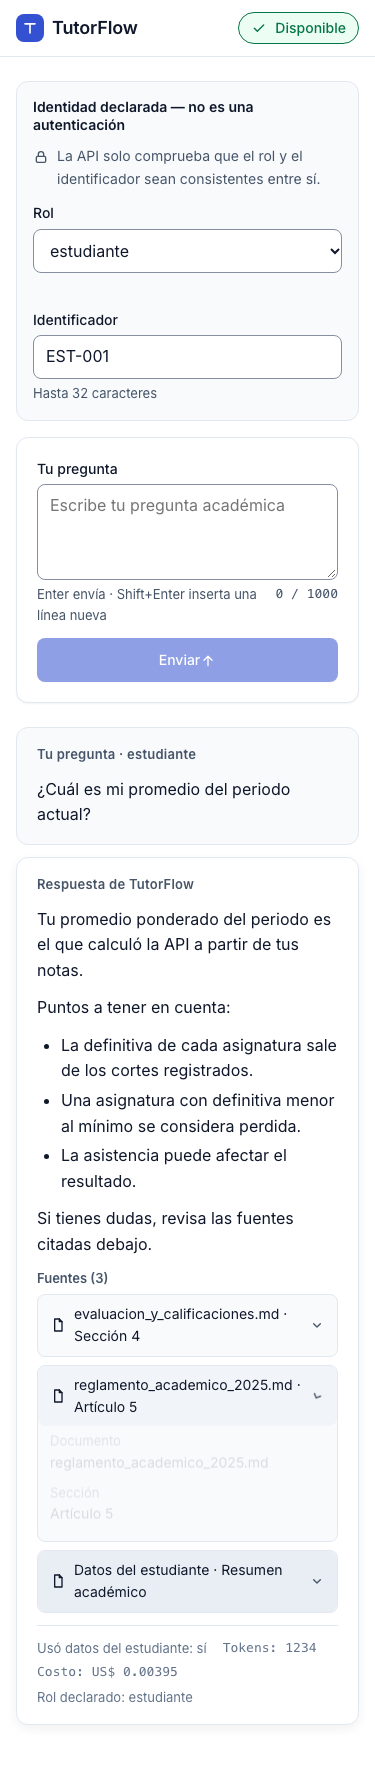 TutorFlow
Disponible
Identidad declarada — no es una
autenticación
La API solo comprueba que el rol y el
identificador sean consistentes entre sí.
Rol
estudiante
Identificador
EST-001
Hasta 32 caracteres
Tu pregunta
Escribe tu pregunta académica
Enter envía · Shift+Enter inserta una
línea nueva
0 / 1000
Enviar↑
Tu pregunta · estudiante
¿Cuál es mi promedio del periodo
actual?
Respuesta de TutorFlow
Tu promedio ponderado del periodo es
el que calculó la API a partir de tus
notas.
Puntos a tener en cuenta:
• La definitiva de cada asignatura sale
de los cortes registrados.
• Una asignatura con definitiva menor
al mínimo se considera perdida.
• La asistencia puede afectar el
resultado.
Si tienes dudas, revisa las fuentes
citadas debajo.
Fuentes (3)
evaluacion_y_calificaciones.md ·
Sección 4
reglamento_academico_2025.md ·
Artículo 5
Documento
reglamento_academico_2025.md
Sección
Artículo 5
Datos del estudiante · Resumen
académico
Usó datos del estudiante: sí Tokens: 1234
Costo: US$ 0.00395
Rol declarado: estudiante